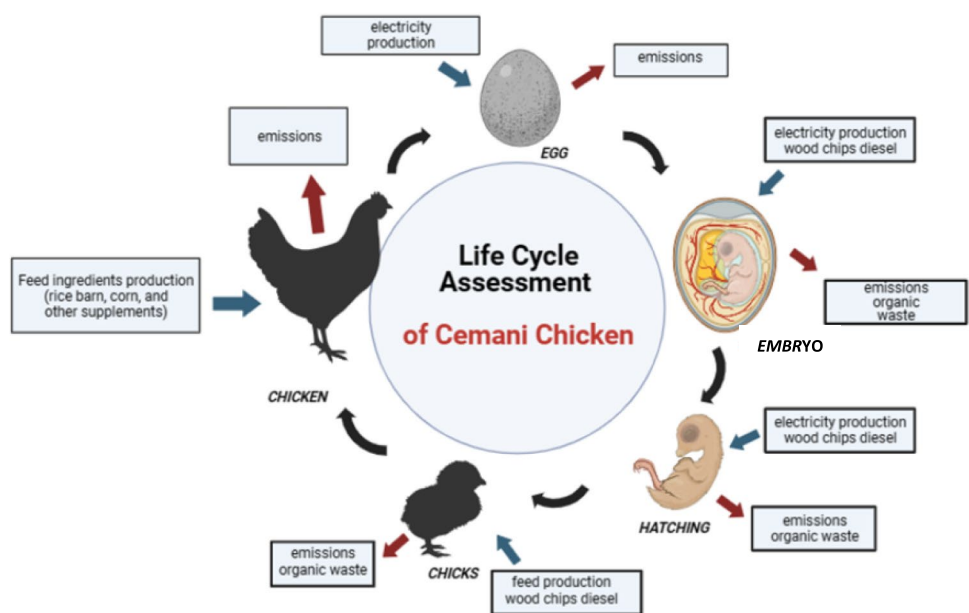 electricity
production
emissions
EGG
emissions
electricity production
wood chips diesel
Life Cycle
Assessment
of Cemani Chicken
Feed ingredients production
(rice barn, corn, and
other supplements)
emissions
organic
waste
EMBRYO
CHICKEN
electricity production
wood chips diesel
HATCHING
emissions
organic waste
emissions
organic waste
CHICKS
feed production
wood chips diesel